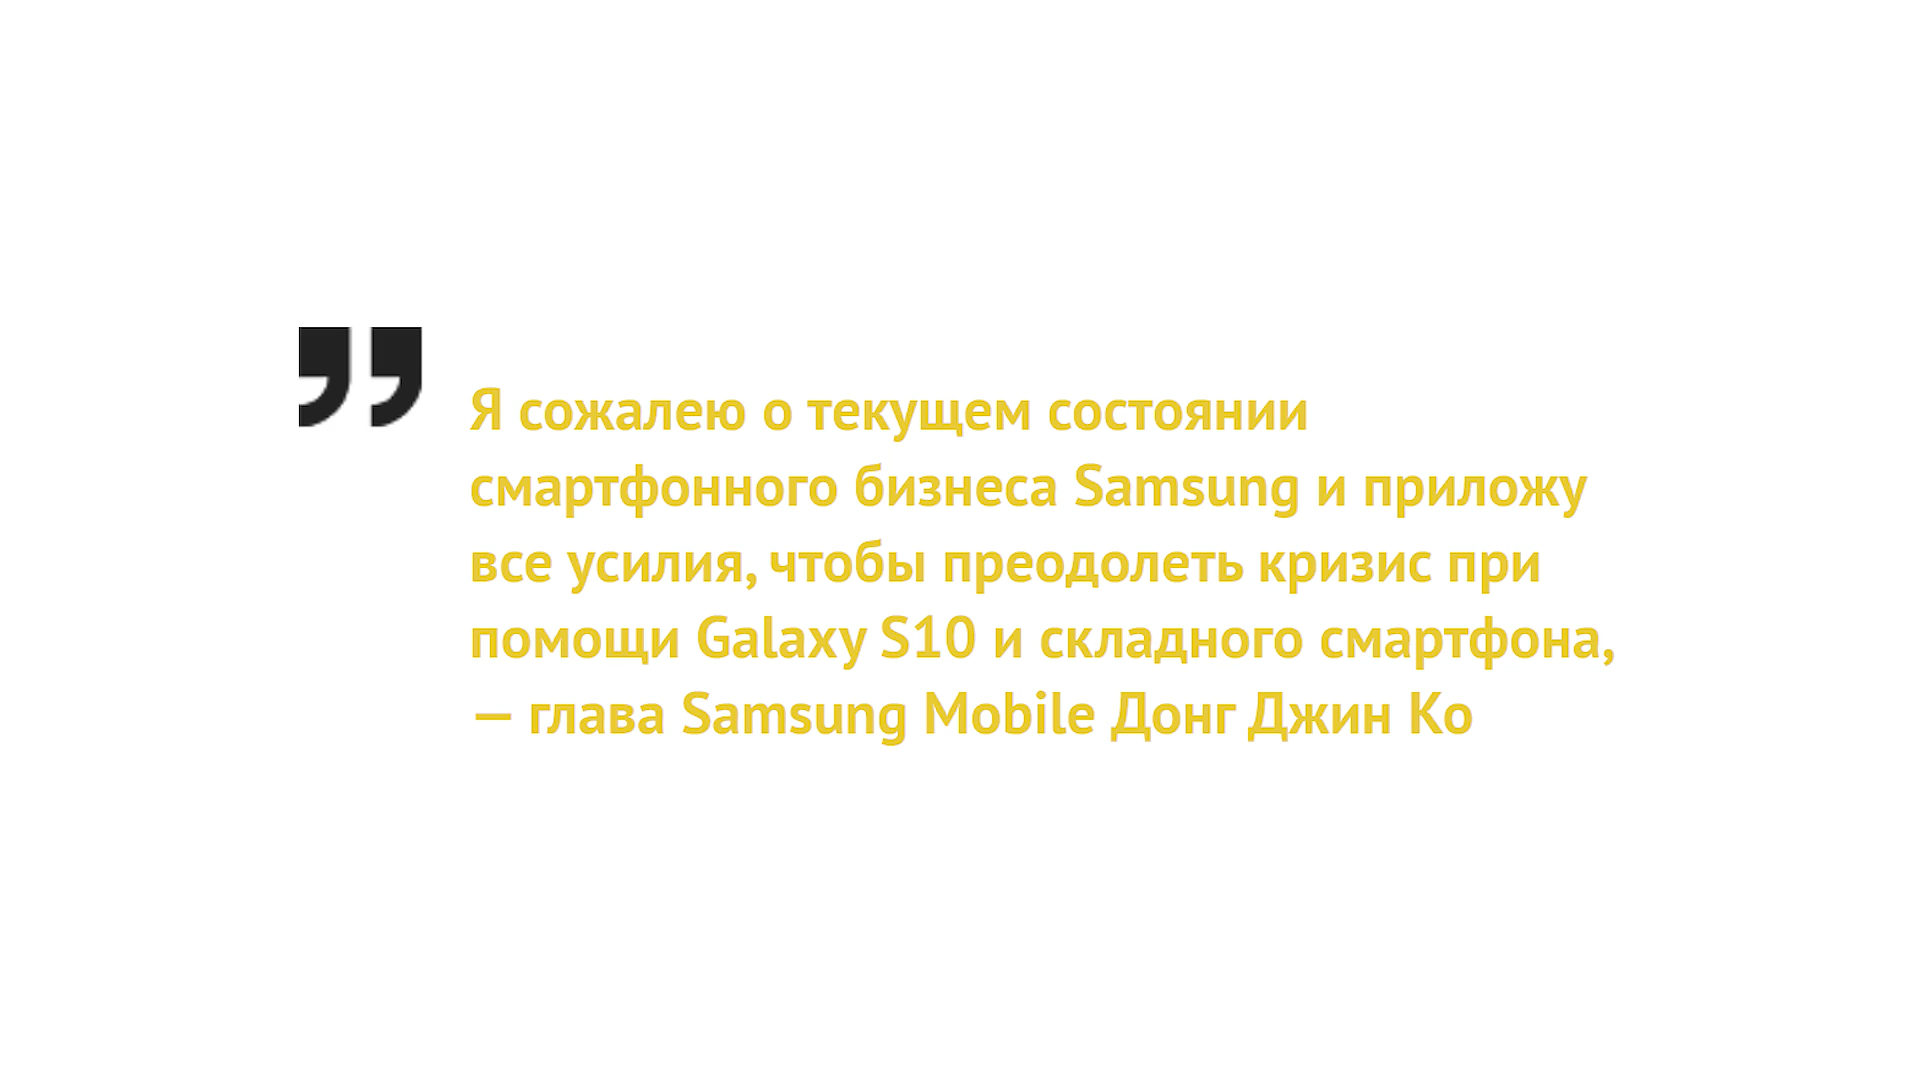 ”
Я сожалею о текущем состоянии
смартфонного бизнеса Samsung и приложу
все усилия, чтобы преодолеть кризис при
помощи Galaxy S10 и складного смартфона,
— глава Samsung Mobile Донг Джин Ко